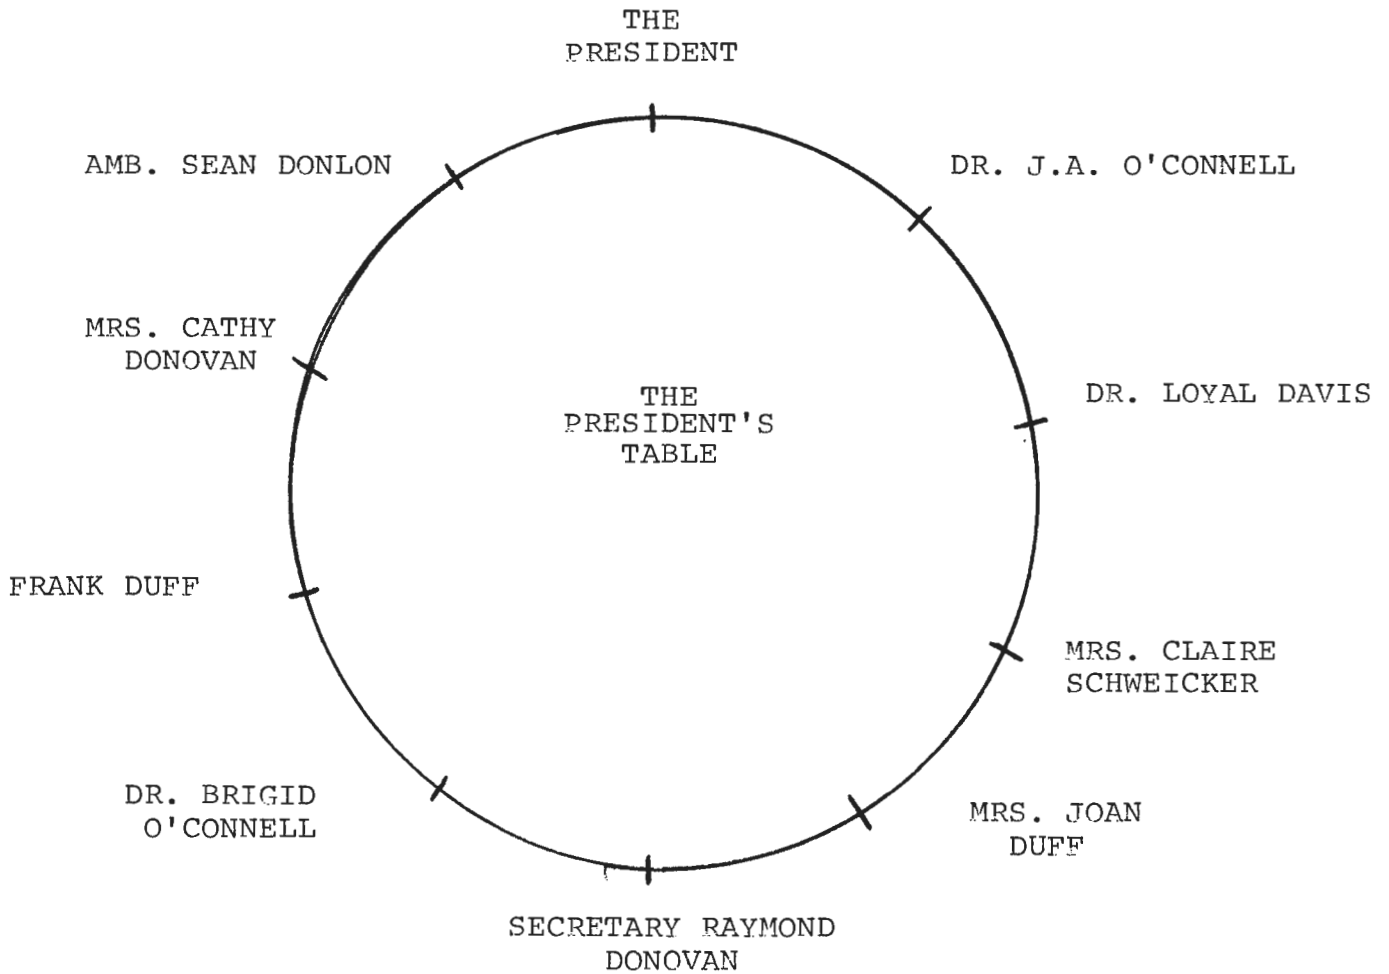 THE
PRESIDENT
AMB. SEAN DONLON
DR. J.A. O'CONNELL
MRS. CATHY
DONOVAN
THE
PRESIDENT'S
TABLE
DR. LOYAL DAVIS
FRANK DUFF
MRS. CLAIRE
SCHWEICKER
DR. BRIGID
O'CONNELL
MRS. JOAN
DUFF
SECRETARY RAYMOND
DONOVAN